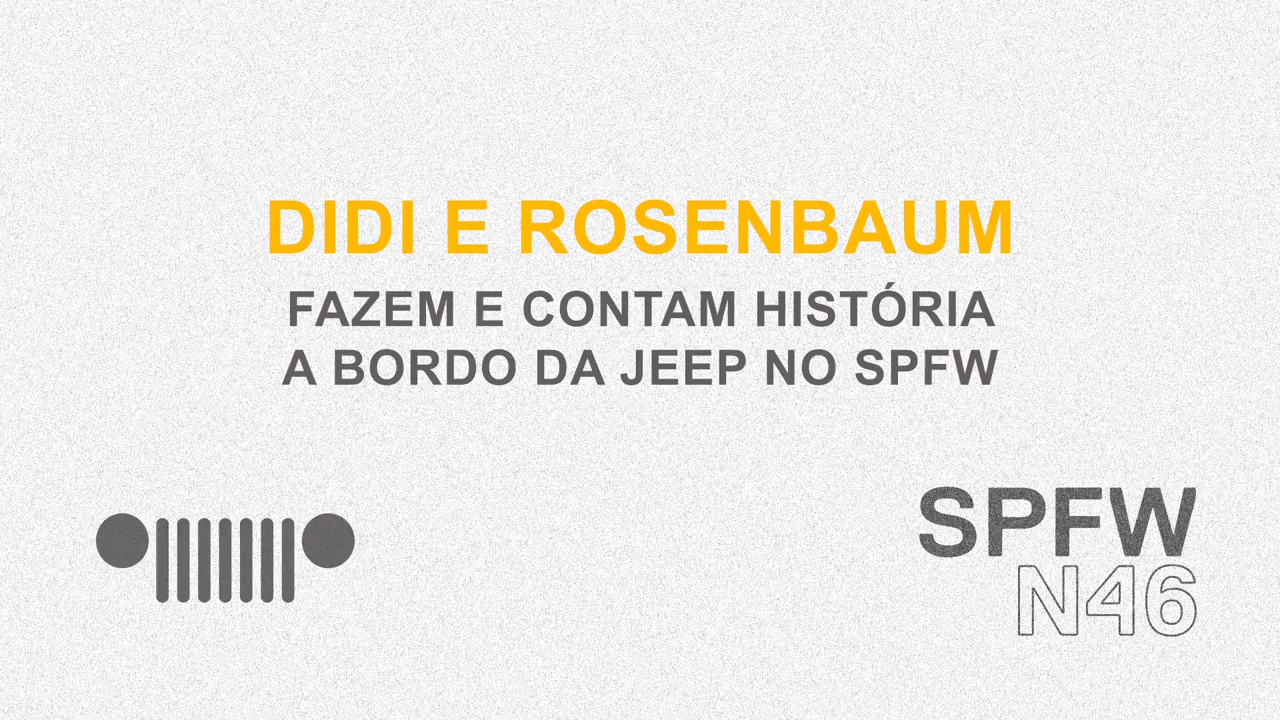 DIDI E ROSENBAUM
FAZEM E CONTAM HISTÓRIA
A BORDO DA JEEP NO SPFW
SPFW
N46